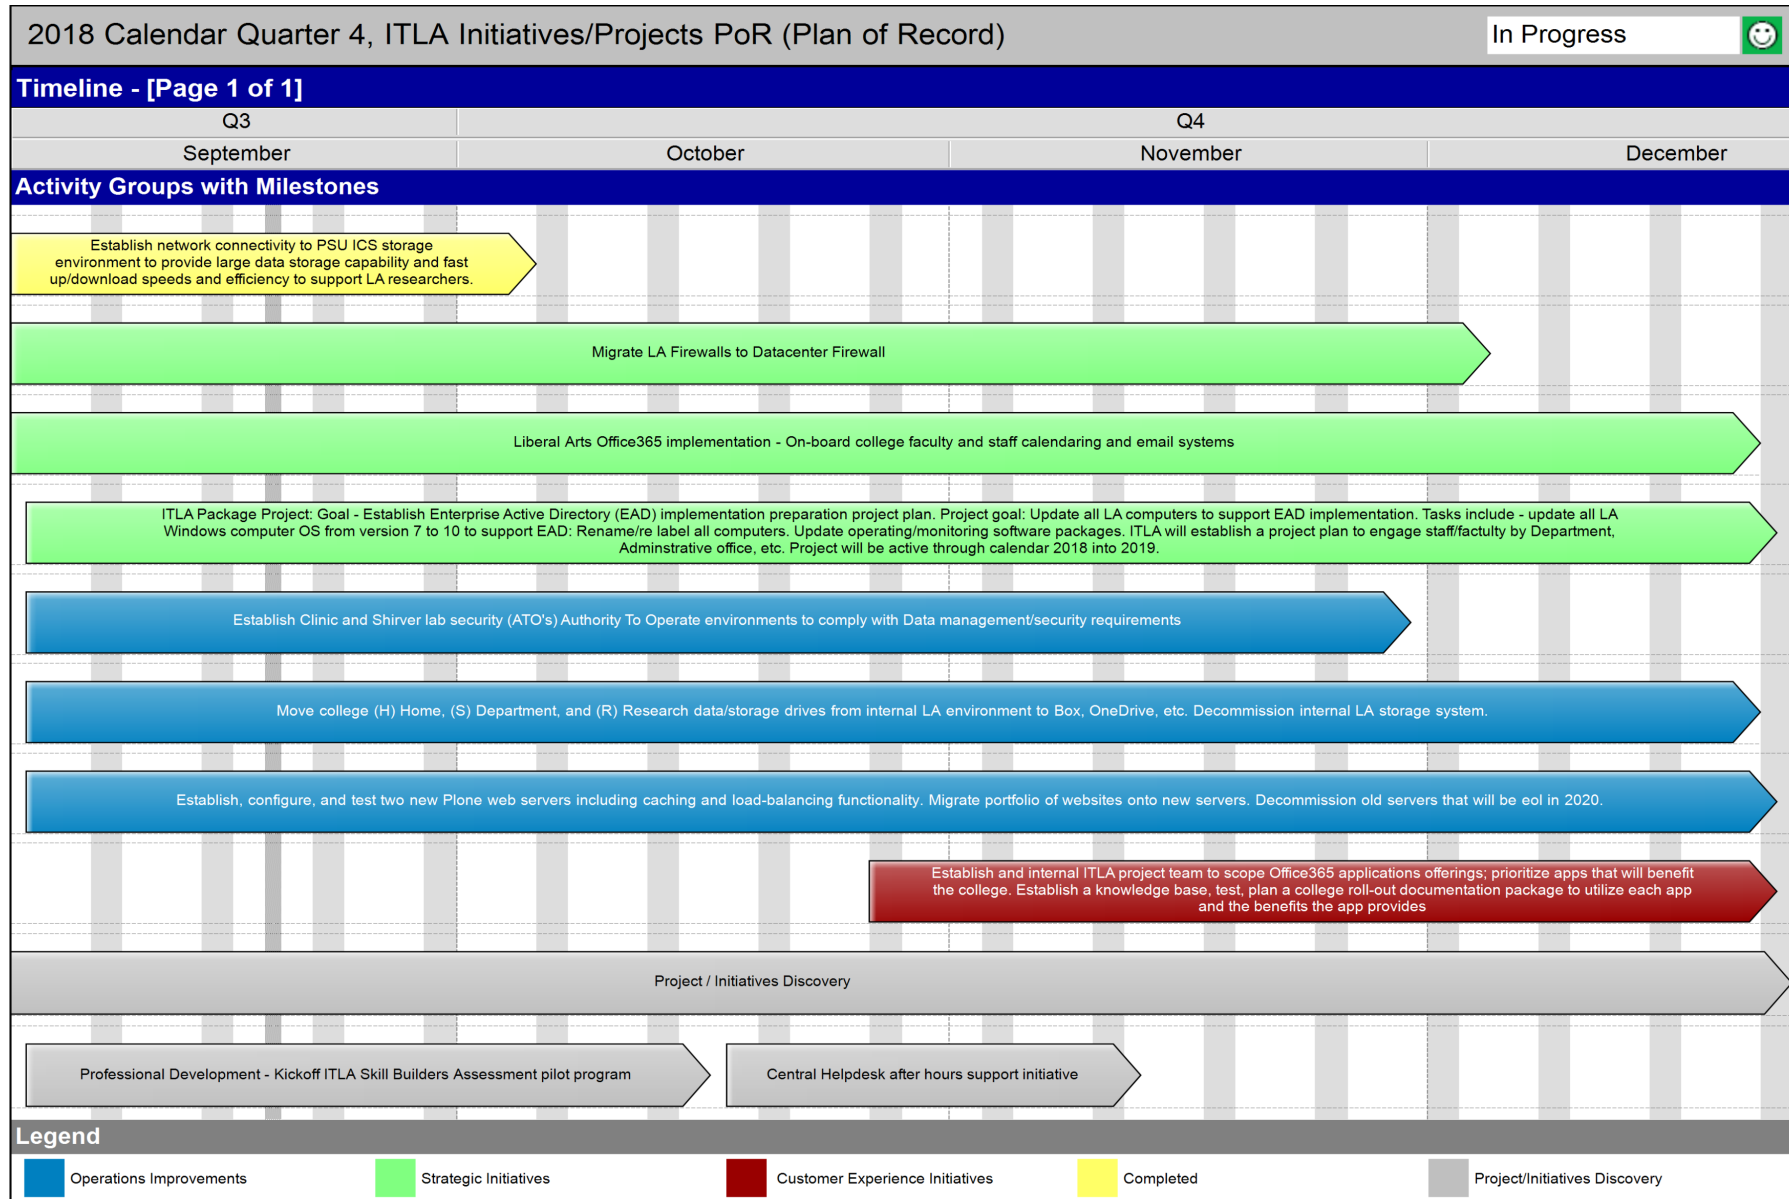 2018 Calendar Quarter 4, ITLA Initiatives/Projects PoR (Plan of Record)
In Progress
Timeline - [Page 1 of 1]
Q3
Q4
September
October
November
December
Activity Groups with Milestones
Establish network connectivity to PSU ICS storage
environment to provide large data storage capability and fast
up/download speeds and efficiency to support LA researchers.
Migrate LA Firewalls to Datacenter Firewall
Liberal Arts Office365 implementation - On-board college faculty and staff calendaring and email systems
ITLA Package Project: Goal - Establish Enterprise Active Directory (EAD) implementation preparation project plan. Project goal: Update all LA computers to support EAD implementation. Tasks include - update all LA
Windows computer OS from version 7 to 10 to support EAD: Rename/re label all computers. Update operating/monitoring software packages. ITLA will establish a project plan to engage staff/faculty by Department,
Adminstrative office, etc. Project will be active through calendar 2018 into 2019.
Establish Clinic and Shirver lab security (ATO's) Authority To Operate environments to comply with Data management/security requirements
Move college (H) Home, (S) Department, and (R) Research data/storage drives from internal LA environment to Box, OneDrive, etc. Decommission internal LA storage system.
Establish, configure, and test two new Plone web servers including caching and load-balancing functionality. Migrate portfolio of websites onto new servers. Decommission old servers that will be eol in 2020.
Establish and internal ITLA project team to scope Office365 applications offerings; prioritize apps that will benefit
the college. Establish a knowledge base, test, plan a college roll-out documentation package to utilize each app
and the benefits the app provides
Project / Initiatives Discovery
Professional Development - Kickoff ITLA Skill Builders Assessment pilot program
Central Helpdesk after hours support initiative
Legend
Operations Improvements
Strategic Initiatives
Customer Experience Initiatives
Completed
Project/Initiatives Discovery